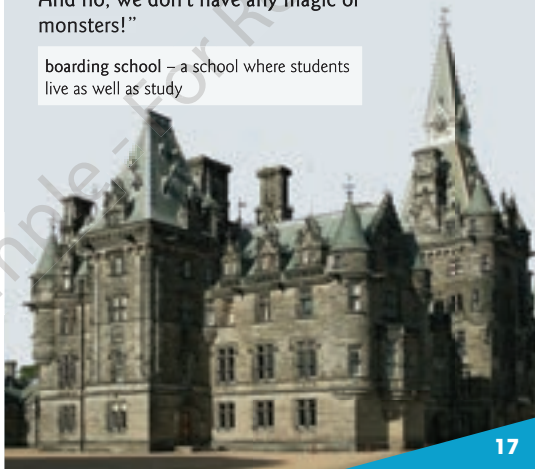 And no, we don't have any magic or
monsters!”
boarding school – a school where students
live as well as study
17